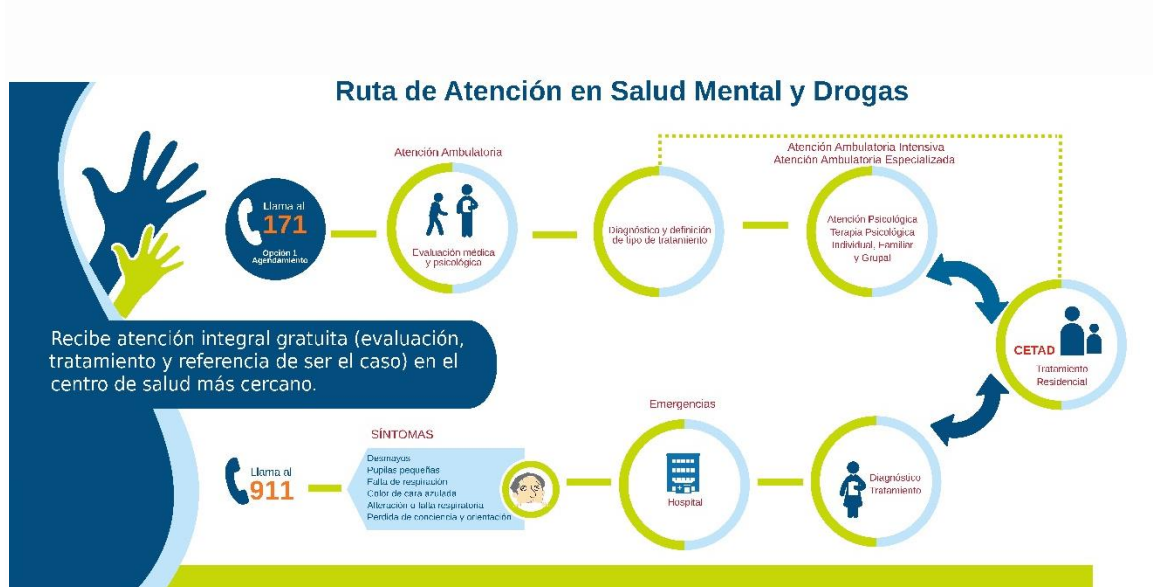 Ruta de Atención en Salud Mental y Drogas
Llama al
171
Opción 1
Agendamiento
Atención Ambulatoria
Evaluación médica
y psicológica
Diagnóstico y definición
de tipo de tratamiento
Atención Ambulatoria Intensiva
Atención Ambulatoria Especializada
Atención Psicológica
Terapia Psicológica
Individual, Familiar
y Grupal
CETAD
Tratamiento
Residencial
Recibe atención integral gratuita (evaluación,
tratamiento y referencia de ser el caso) en el
centro de salud más cercano.
Llama al
911
SÍNTOMAS
Desmayos
Pupilas pequeñas
Falta de respiración
Color de cara azulada
Alteración o falla respiratoria
Perdida de conciencia y orientación
Emergencias
Hospital
Diagnóstico
Tratamiento